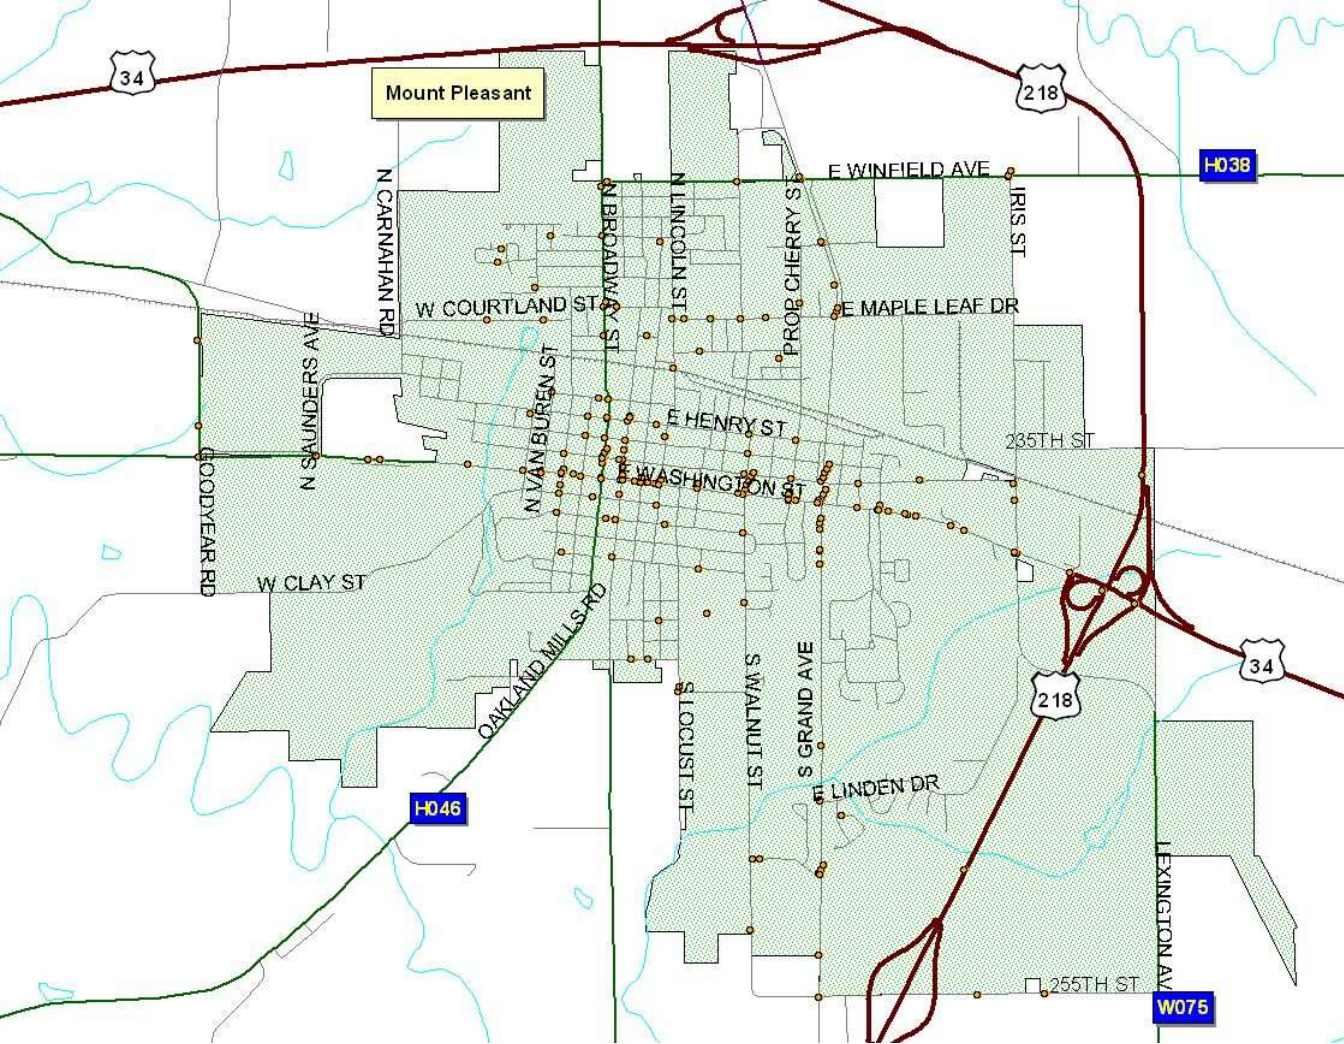 34
Mount Pleasant
218
H038
E WINFIELD AVE
N CARNAHAN RD
N BROADWAY ST
N LINCOLN ST
PROP CHERRY ST
IRIS ST
W COURTLAND ST
E MAPLE LEAF DR
N SAUNDERS AVE
N VAN BUREN ST
E HENRY ST
235TH ST
E WASHINGTON ST
GOODYEAR RD
W CLAY ST
OAKLAND MILLS RD
34
218
S LOCUST ST
S WALNUT ST
S GRAND AVE
E LINDEN DR
H046
LEXINGTON AV
255TH ST
W075